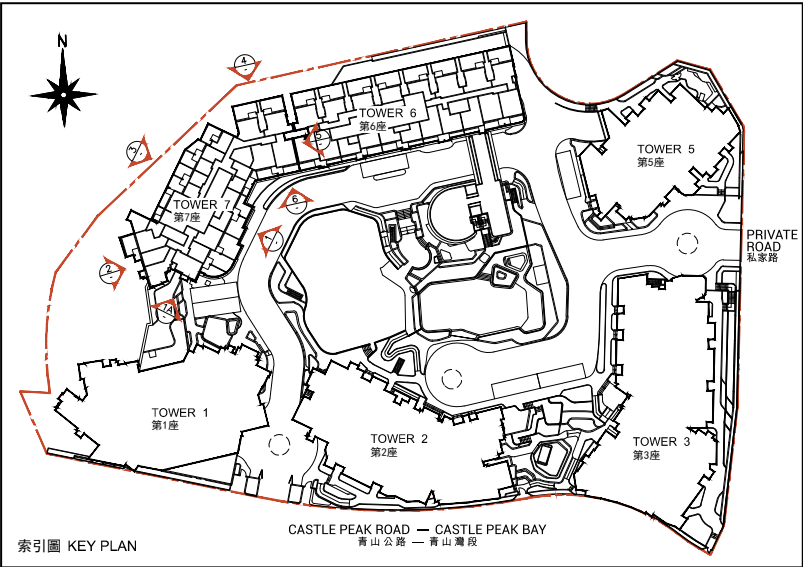 N
4
TOWER 6
第6座
5
3
TOWER 5
第5座
TOWER 7
第7座
6
1
PRIVATE
ROAD
私家路
2
1A
TOWER 1
第1座
TOWER 2
第2座
TOWER 3
第3座
CASTLE PEAK ROAD — CASTLE PEAK BAY
青山公路 — 青山灣段
索引圖 KEY PLAN